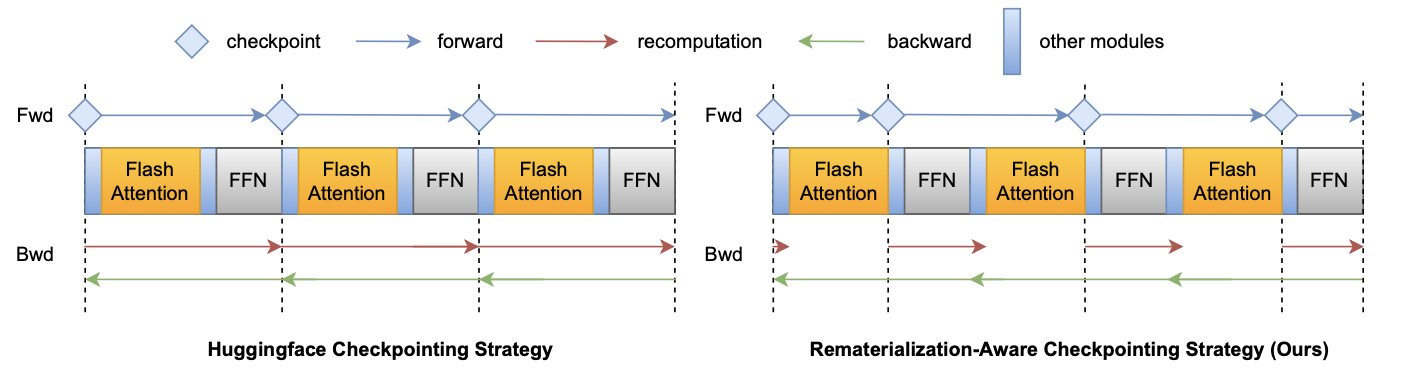 checkpoint forward recomputation backward other modules
Fwd Fwd
Flash Attention FFN Flash Attention FFN Flash Attention FFN Flash Attention FFN Flash Attention FFN Flash Attention FFN
Bwd Bwd
Huggingface Checkpointing Strategy Rematerialization-Aware Checkpointing Strategy (Ours)